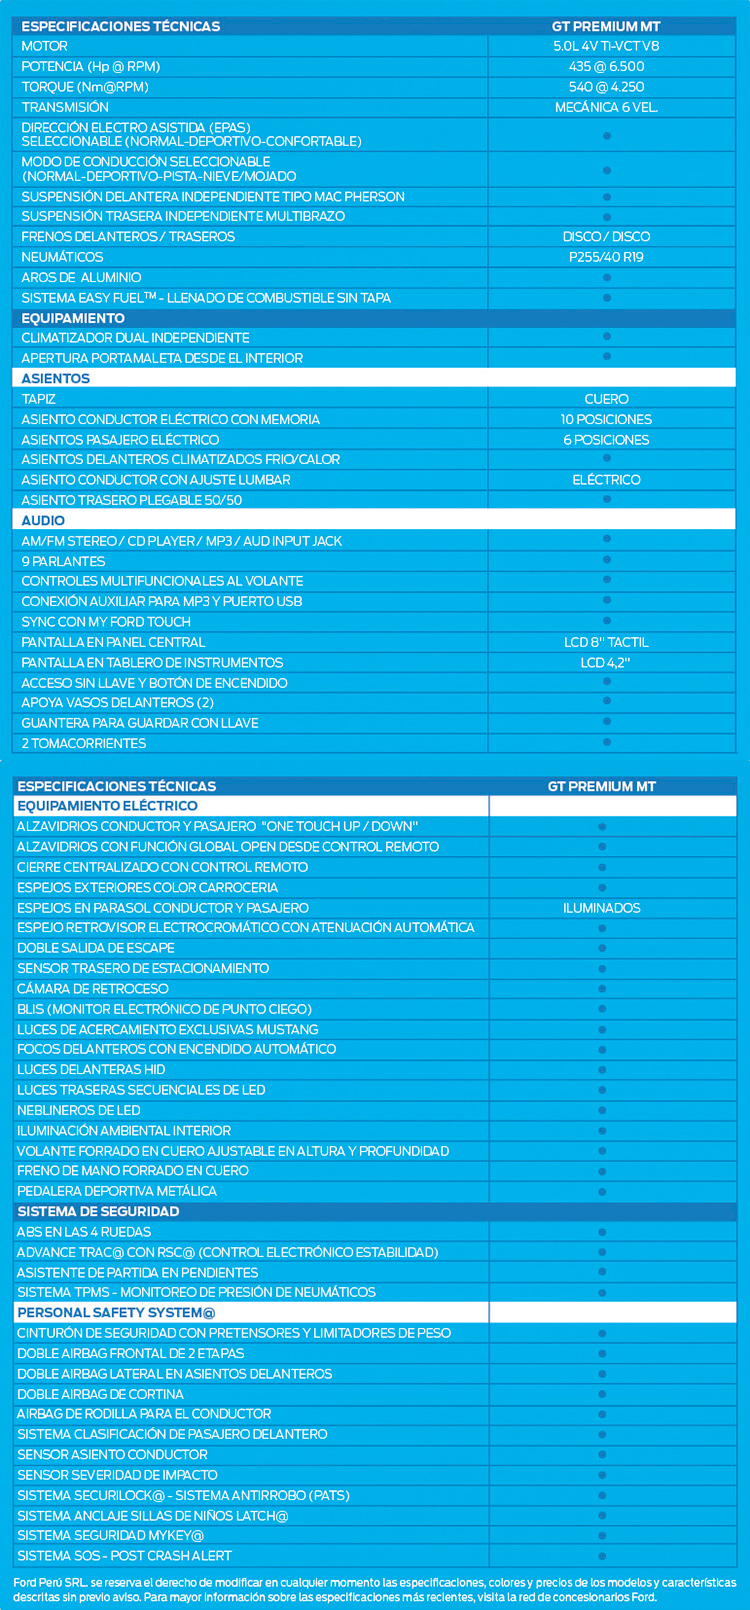 ESPECIFICACIONES TÉCNICAS GT PREMIUM MT
MOTOR 5.0L 4V Ti-VCT V8
POTENCIA (Hp @ RPM) 435 @ 6.500
TORQUE (Nm@RPM) 540 @ 4.250
TRANSMISIÓN MECÁNICA 6 VEL.
DIRECCIÓN ELECTRO ASISTIDA (EPAS)
SELECCIONABLE (NORMAL-DEPORTIVO-CONFORTABLE)
MODO DE CONDUCCIÓN SELECCIONABLE
(NORMAL-DEPORTIVO-PISTA-NIEVE/MOJADO
SUSPENSIÓN DELANTERA INDEPENDIENTE TIPO MAC PHERSON
SUSPENSIÓN TRASERA INDEPENDIENTE MULTIBRAZO
FRENOS DELANTEROS / TRASEROS DISCO / DISCO
NEUMÁTICOS P255/40 R19
AROS DE ALUMINIO
SISTEMA EASY FUEL™ - LLENADO DE COMBUSTIBLE SIN TAPA
EQUIPAMIENTO
CLIMATIZADOR DUAL INDEPENDIENTE
APERTURA PORTAMALETA DESDE EL INTERIOR
ASIENTOS
TAPIZ CUERO
ASIENTO CONDUCTOR ELÉCTRICO CON MEMORIA 10 POSICIONES
ASIENTOS PASAJERO ELÉCTRICO 6 POSICIONES
ASIENTOS DELANTEROS CLIMATIZADOS FRIO/CALOR
ASIENTO CONDUCTOR CON AJUSTE LUMBAR ELÉCTRICO
ASIENTO TRASERO PLEGABLE 50/50
AUDIO
AM/FM STEREO / CD PLAYER / MP3 / AUD INPUT JACK
9 PARLANTES
CONTROLES MULTIFUNCIONALES AL VOLANTE
CONEXIÓN AUXILIAR PARA MP3 Y PUERTO USB
SYNC CON MY FORD TOUCH
PANTALLA EN PANEL CENTRAL LCD 8" TACTIL
PANTALLA EN TABLERO DE INSTRUMENTOS LCD 4,2"
ACCESO SIN LLAVE Y BOTÓN DE ENCENDIDO
APOYA VASOS DELANTEROS (2)
GUANTERA PARA GUARDAR CON LLAVE
2 TOMACORRIENTES
ESPECIFICACIONES TÉCNICAS GT PREMIUM MT
EQUIPAMIENTO ELÉCTRICO
ALZAVIDRIOS CONDUCTOR Y PASAJERO "ONE TOUCH UP / DOWN"
ALZAVIDRIOS CON FUNCIÓN GLOBAL OPEN DESDE CONTROL REMOTO
CIERRE CENTRALIZADO CON CONTROL REMOTO
ESPEJOS EXTERIORES COLOR CARROCERIA
ESPEJOS EN PARASOL CONDUCTOR Y PASAJERO ILUMINADOS
ESPEJO RETROVISOR ELECTROCROMÁTICO CON ATENUACIÓN AUTOMÁTICA
DOBLE SALIDA DE ESCAPE
SENSOR TRASERO DE ESTACIONAMIENTO
CÁMARA DE RETROCESO
BLIS (MONITOR ELECTRÓNICO DE PUNTO CIEGO)
LUCES DE ACERCAMIENTO EXCLUSIVAS MUSTANG
FOCOS DELANTEROS CON ENCENDIDO AUTOMÁTICO
LUCES DELANTERAS HID
LUCES TRASERAS SECUENCIALES DE LED
NEBLINEROS DE LED
ILUMINACIÓN AMBIENTAL INTERIOR
VOLANTE FORRADO EN CUERO AJUSTABLE EN ALTURA Y PROFUNDIDAD
FRENO DE MANO FORRADO EN CUERO
PEDALERA DEPORTIVA METÁLICA
SISTEMA DE SEGURIDAD
ABS EN LAS 4 RUEDAS
ADVANCE TRAC@ CON RSC@ (CONTROL ELECTRÓNICO ESTABILIDAD)
ASISTENTE DE PARTIDA EN PENDIENTES
SISTEMA TPMS - MONITOREO DE PRESIÓN DE NEUMÁTICOS
PERSONAL SAFETY SYSTEM@
CINTURÓN DE SEGURIDAD CON PRETENSORES Y LIMITADORES DE PESO
DOBLE AIRBAG FRONTAL DE 2 ETAPAS
DOBLE AIRBAG LATERAL EN ASIENTOS DELANTEROS
DOBLE AIRBAG DE CORTINA
AIRBAG DE RODILLA PARA EL CONDUCTOR
SISTEMA CLASIFICACIÓN DE PASAJERO DELANTERO
SENSOR ASIENTO CONDUCTOR
SENSOR SEVERIDAD DE IMPACTO
SISTEMA SECURILOCK@ - SISTEMA ANTIRROBO (PATS)
SISTEMA ANCLAJE SILLAS DE NIÑOS LATCH@
SISTEMA SEGURIDAD MYKEY@
SISTEMA SOS - POST CRASH ALERT
Ford Perú SRL. se reserva el derecho de modificar en cualquier momento las especificaciones, colores y precios de los modelos y características
descritas sin previo aviso. Para mayor información sobre las especificaciones más recientes, visita la red de concesionarios Ford.